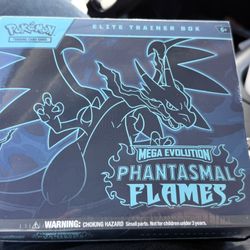 POKÉMON
TRADING CARD GAME
ELITE TRAINER BOX
MEGA EVOLUTION
PHANTASMAL
FLAMES
WARNING: CHOKING HAZARD Small parts. Not for children under 3 years.